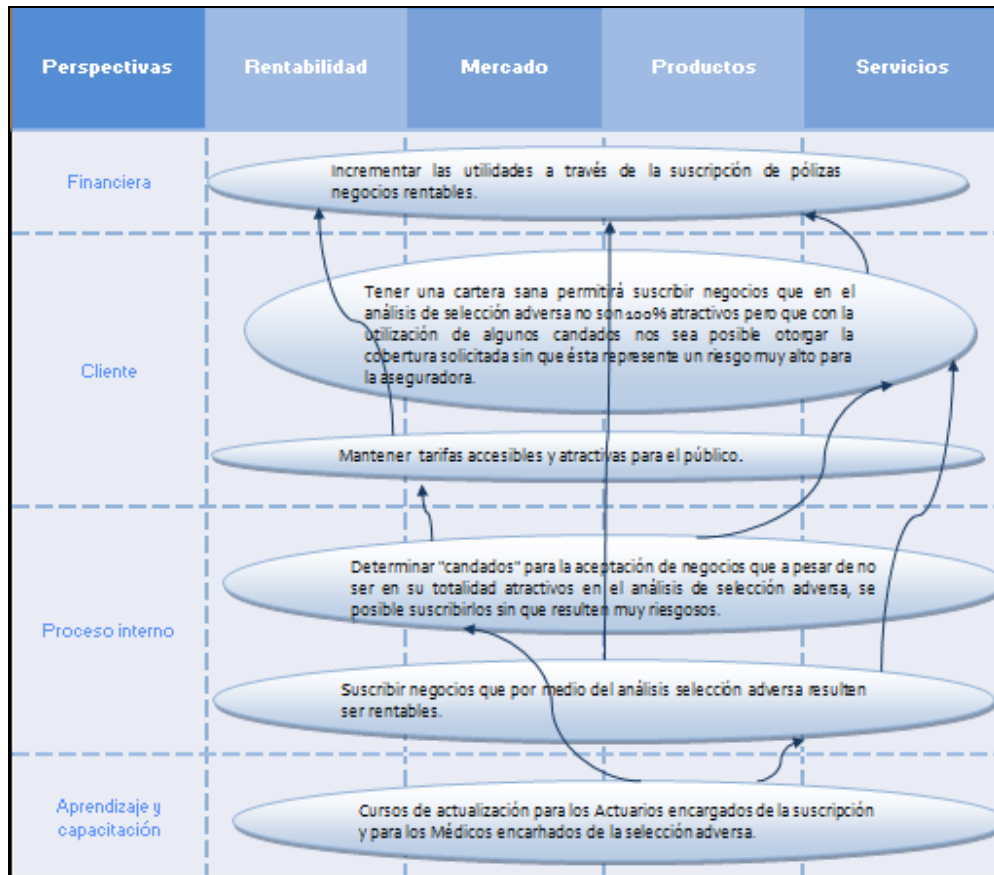 Perspectivas Rentabilidad Mercado Productos Servicios
Financiera
Incrementar las utilidades a través de la suscripción de pólizas
negocios rentables.
Cliente
Tener una cartera sana permitirá suscribir negocios que en el
análisis de selección adversa no son 100% atractivos pero que con la
utilización de algunos candados nos sea posible otorgar la
cobertura solicitada sin que ésta represente un riesgo muy alto para
la aseguradora.
Mantener tarifas accesibles y atractivas para el público.
Proceso interno
Determinar "candados" para la aceptación de negocios que a pesar de no
ser en su totalidad atractivos en el análisis de selección adversa, se
posible suscribirlos sin que resulten muy riesgosos.
Suscribir negocios que por medio del análisis selección adversa resulten
ser rentables.
Aprendizaje y
capacitación
Cursos de actualización para los Actuarios encargados de la suscripción
y para los Médicos encarhados de la selección adversa.